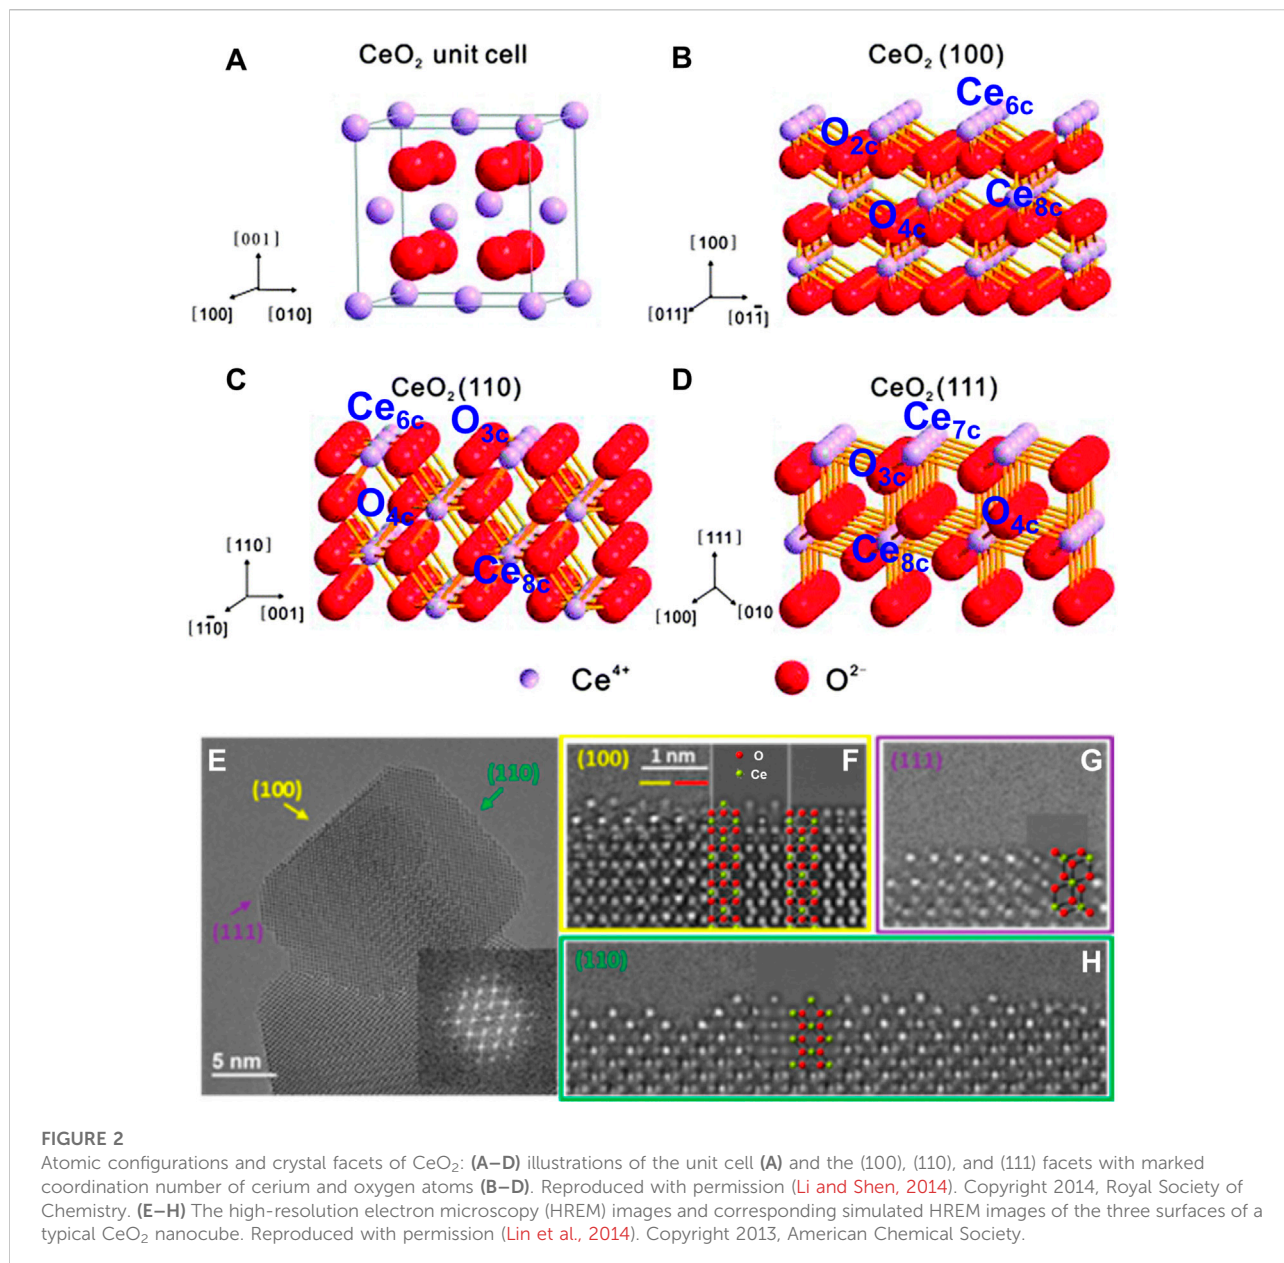 A
CeO₂ unit cell
[001]
[100]
[010]
B
CeO₂ (100)
Ce6c
O2c
Ce8c
O4c
[100]
[011]
[01̄1̄]
C
CeO₂ (110)
Ce6c
O3c
O4c
Ce8c
[110]
[11̄0]
[001]
D
CeO₂ (111)
Ce7c
O3c
O4c
Ce8c
[111]
[100]
[010
Ce⁴⁺
O²⁻
E
(100)
(110)
(111)
5 nm
(100)
1 nm
O
Ce
F
(111)
G
(110)
H
FIGURE 2
Atomic configurations and crystal facets of CeO₂: (A–D) illustrations of the unit cell (A) and the (100), (110), and (111) facets with marked
coordination number of cerium and oxygen atoms (B–D). Reproduced with permission (Li and Shen, 2014). Copyright 2014, Royal Society of
Chemistry. (E–H) The high-resolution electron microscopy (HREM) images and corresponding simulated HREM images of the three surfaces of a
typical CeO₂ nanocube. Reproduced with permission (Lin et al., 2014). Copyright 2013, American Chemical Society.